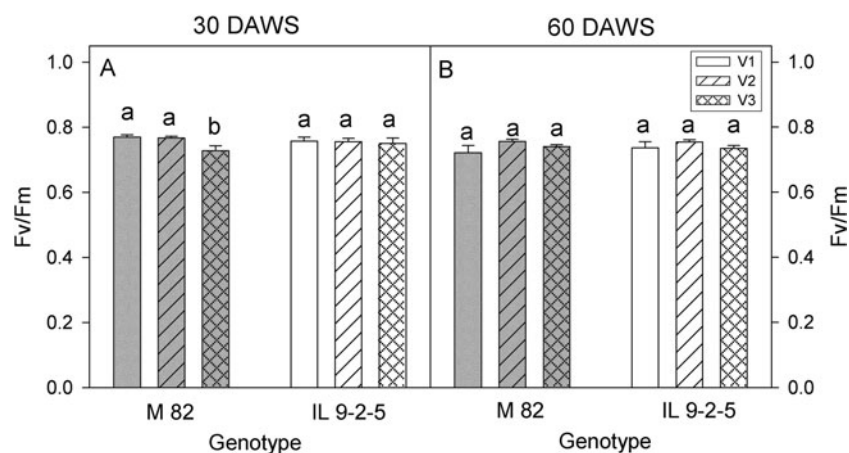 30 DAWS
60 DAWS
A
B
V1
V2
V3
1.0
0.8
0.6
0.4
0.2
0.0
Fv/Fm
a
a
b
a
a
a
a
a
a
a
a
a
1.0
0.8
0.6
0.4
0.2
0.0
Fv/Fm
M 82
IL 9-2-5
M 82
IL 9-2-5
Genotype
Genotype